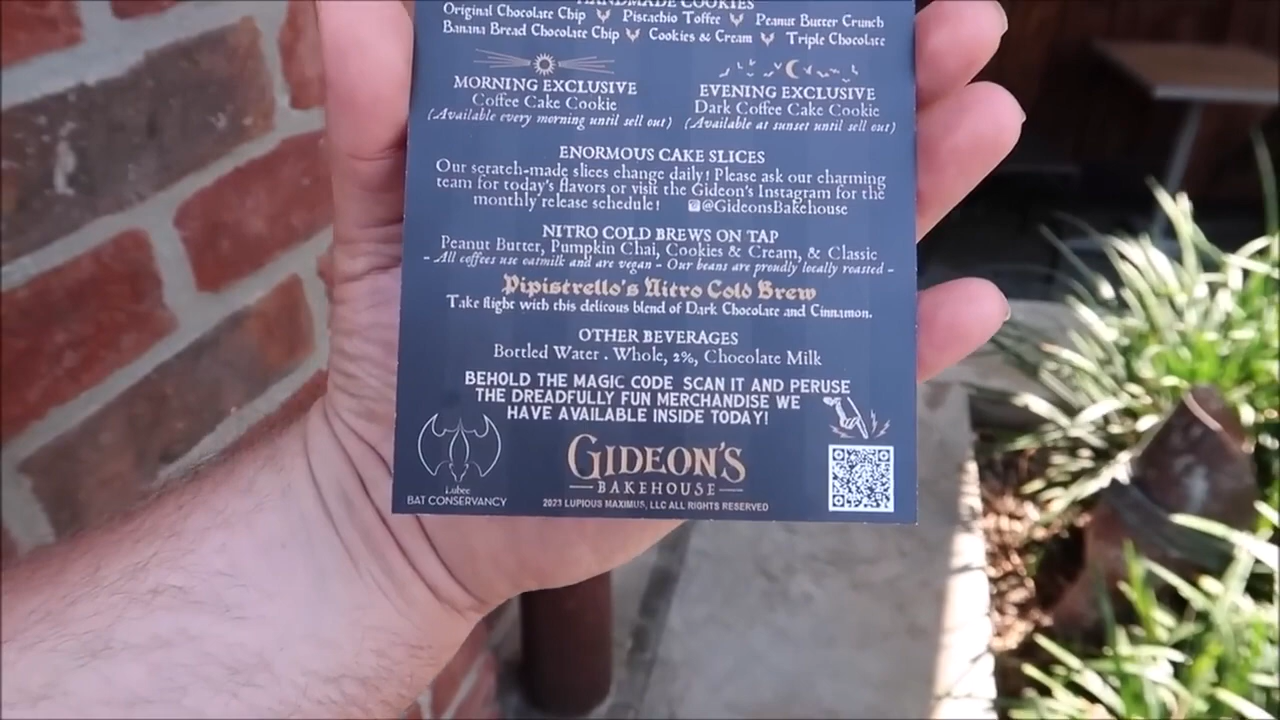 HANDMADE COOKIES
Original Chocolate Chip Pistachio Toffee Peanut Butter Crunch
Banana Bread Chocolate Chip Cookies & Cream Triple Chocolate
MORNING EXCLUSIVE
Coffee Cake Cookie
(Available every morning until sell out)
EVENING EXCLUSIVE
Dark Coffee Cake Cookie
(Available at sunset until sell out)
ENORMOUS CAKE SLICES
Our scratch-made slices change daily! Please ask our charming
team for today's flavors or visit the Gideon's Instagram for the
monthly release schedule! @GideonsBakehouse
NITRO COLD BREWS ON TAP
Peanut Butter, Pumpkin Chai, Cookies & Cream, & Classic
- All coffees use oatmilk and are vegan - Our beans are proudly locally roasted -
Pipistrello's Nitro Cold Brew
Take flight with this delicous blend of Dark Chocolate and Cinnamon.
OTHER BEVERAGES
Bottled Water . Whole, 2%, Chocolate Milk
BEHOLD THE MAGIC CODE SCAN IT AND PERUSE
THE DREADFULLY FUN MERCHANDISE WE
HAVE AVAILABLE INSIDE TODAY!
Lubee
BAT CONSERVANCY
GIDEON'S
BAKEHOUSE
2023 LUPIOUS MAXIMUS, LLC ALL RIGHTS RESERVED